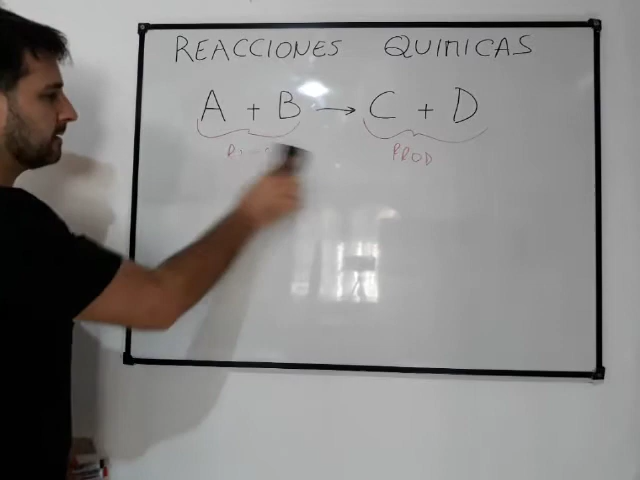 REACCIONES QUIMICAS
A + B → C + D
PROD